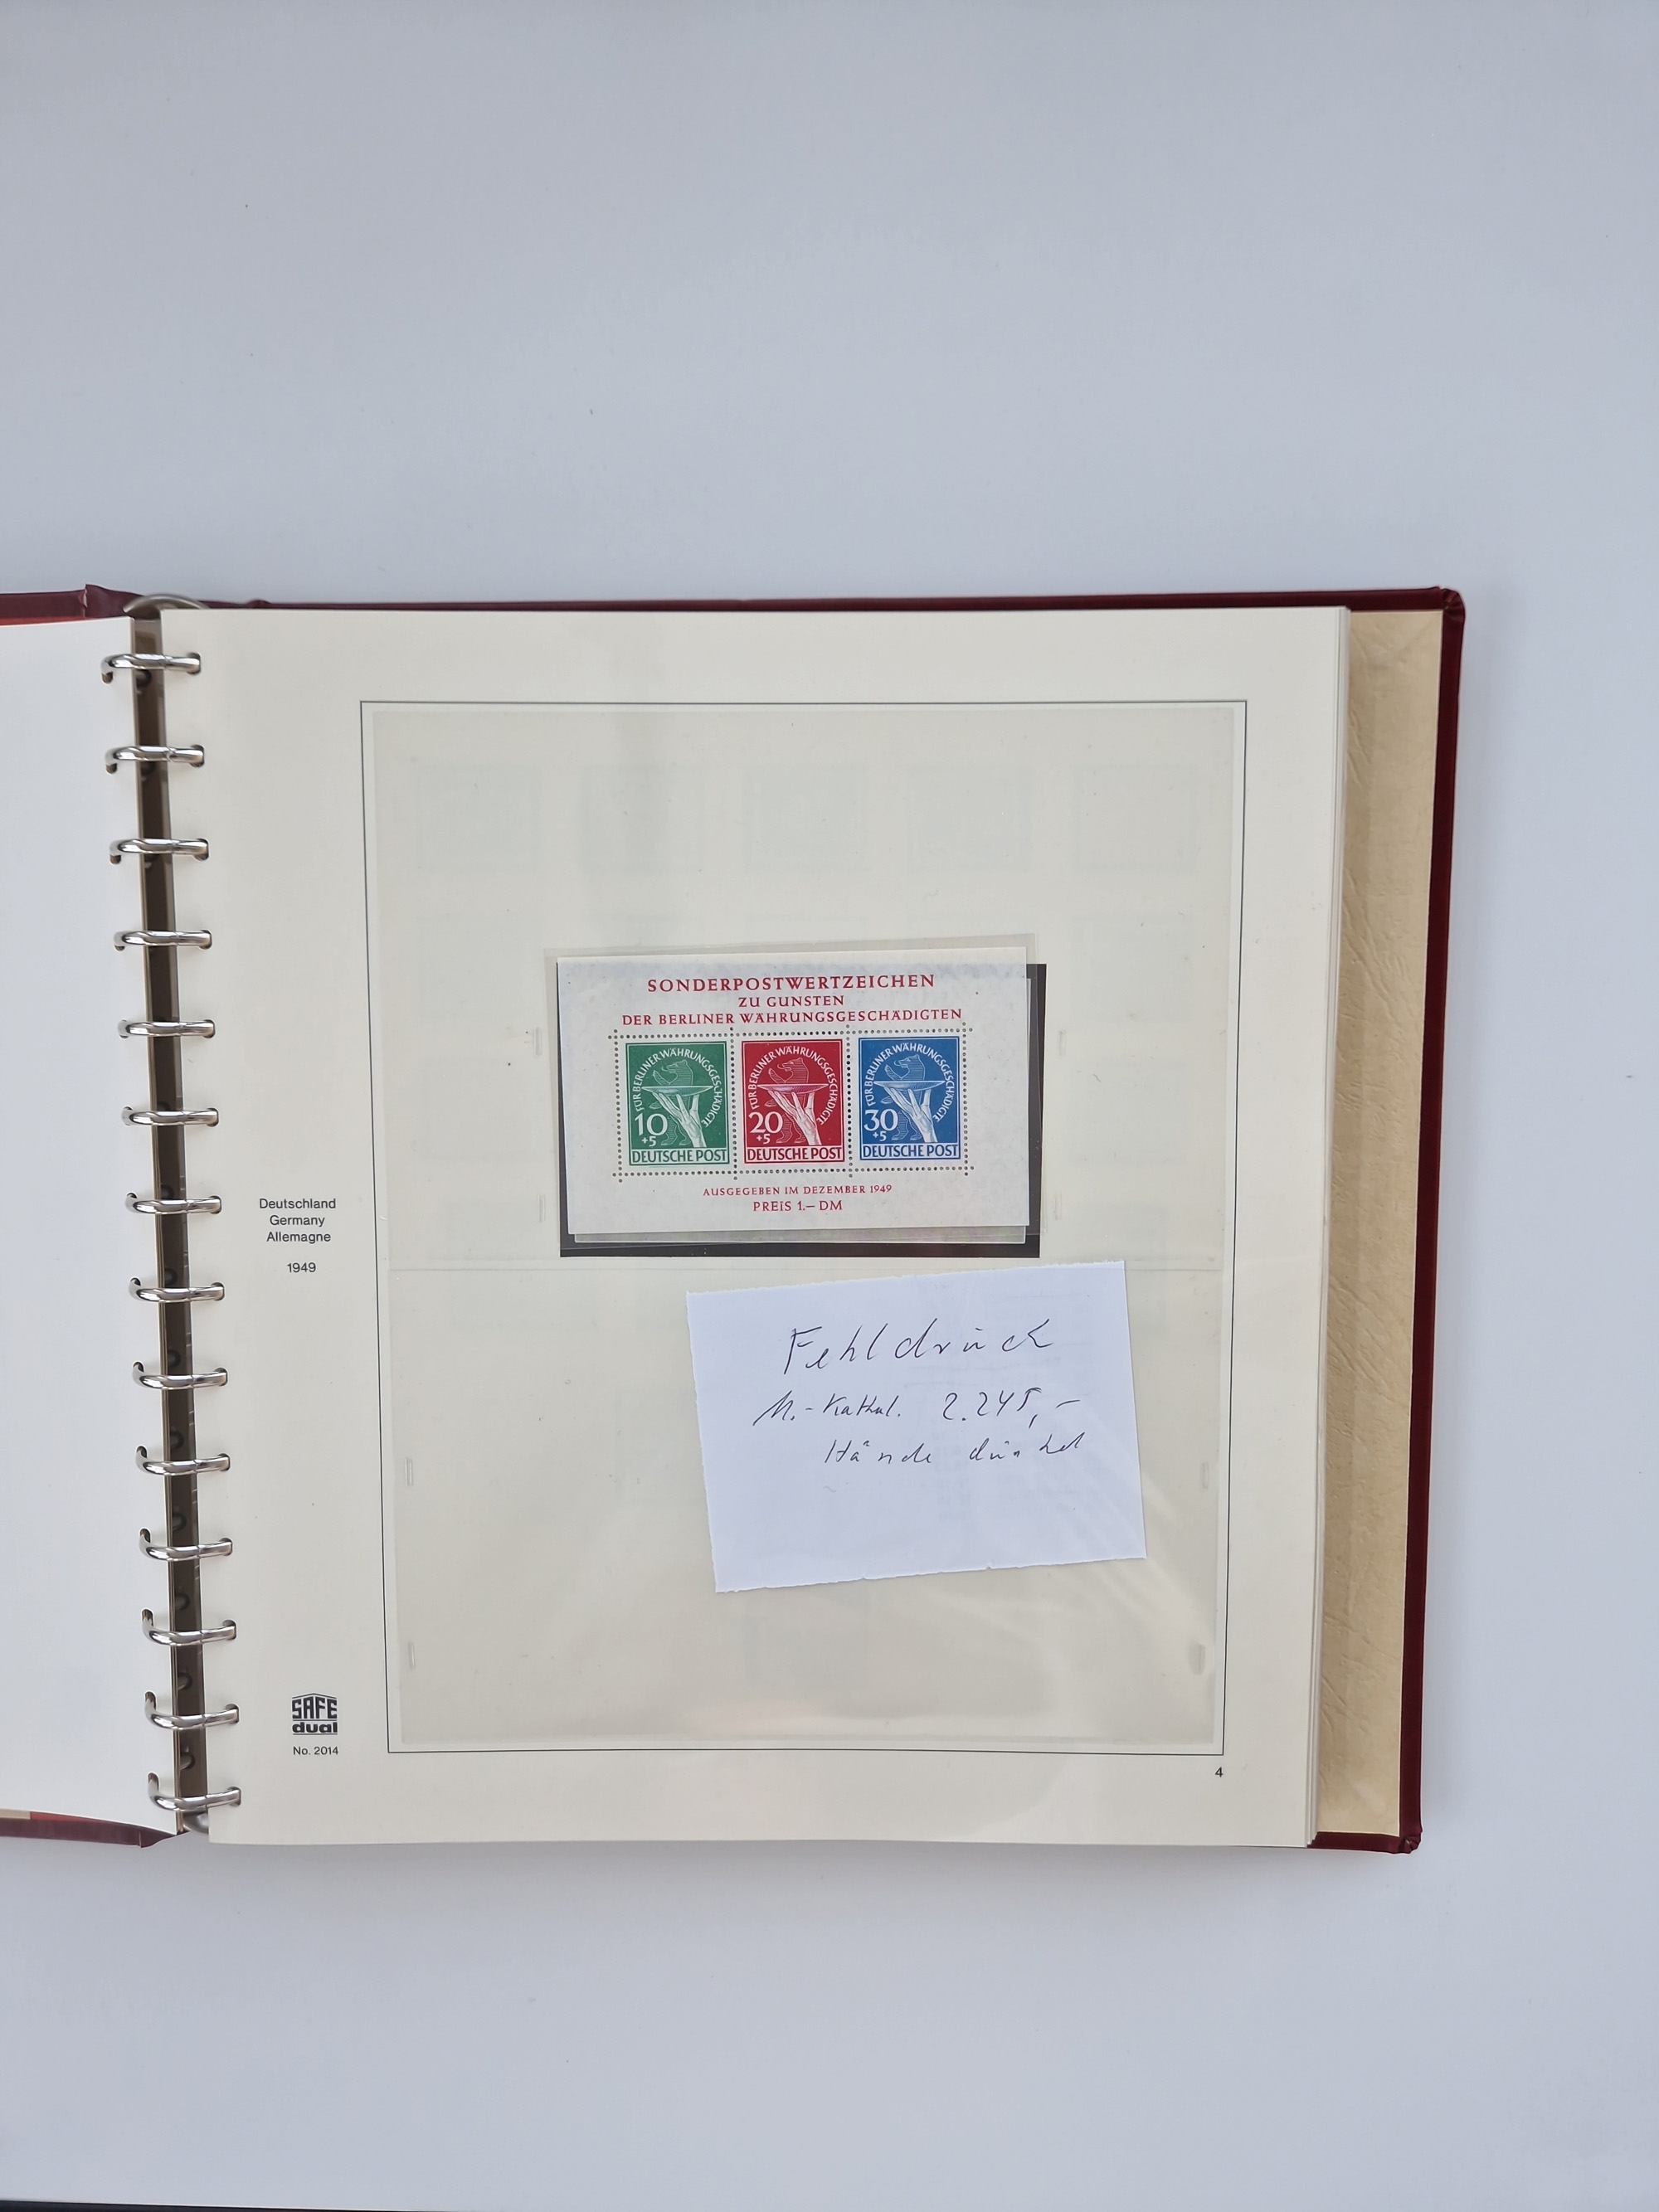 SONDERPOSTWERTZEICHEN
ZU GUNSTEN
DER BERLINER WÄHRUNGSGESCHÄDIGTEN
FÜR BERLINER WÄHRUNGSGESCHÄDIGTE
10
+5
DEUTSCHE POST
FÜR BERLINER WÄHRUNGSGESCHÄDIGTE
20
+5
DEUTSCHE POST
FÜR BERLINER WÄHRUNGSGESCHÄDIGTE
30
+5
DEUTSCHE POST
AUSGEGEBEN IM DEZEMBER 1949
PREIS 1.– DM
Deutschland
Germany
Allemagne
1949
Fehldruck
M.-Kathal. 2.245,–
Hände
SAFE
dual
No. 2014
4